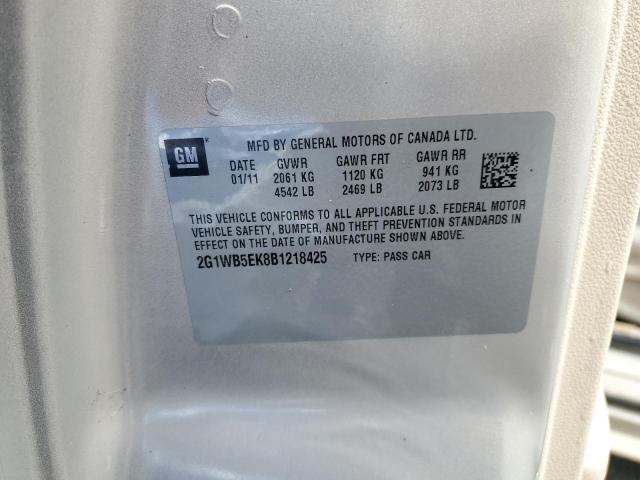 GM
MFD BY GENERAL MOTORS OF CANADA LTD.
DATE GVWR GAWR FRT GAWR RR
01/11 2061 KG 1120 KG 941 KG
4542 LB 2469 LB 2073 LB
THIS VEHICLE CONFORMS TO ALL APPLICABLE U.S. FEDERAL MOTOR
VEHICLE SAFETY, BUMPER, AND THEFT PREVENTION STANDARDS IN
EFFECT ON THE DATE OF MANUFACTURE SHOWN ABOVE.
2G1WB5EK8B1218425 TYPE: PASS CAR